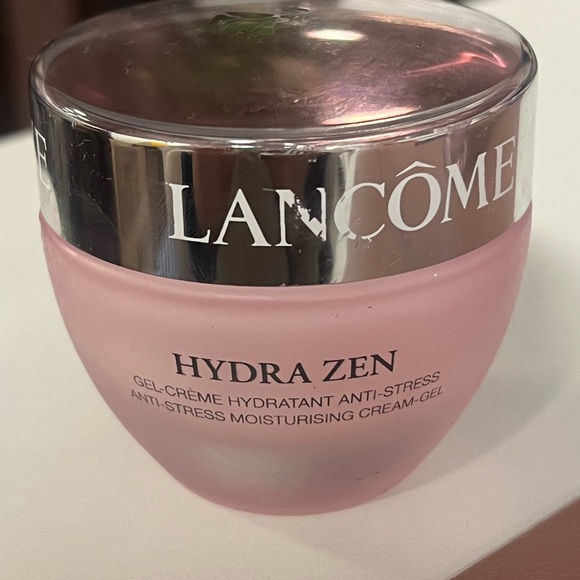 LANCÔME
HYDRA ZEN
GEL-CRÈME HYDRATANT ANTI-STRESS
ANTI-STRESS MOISTURISING CREAM-GEL